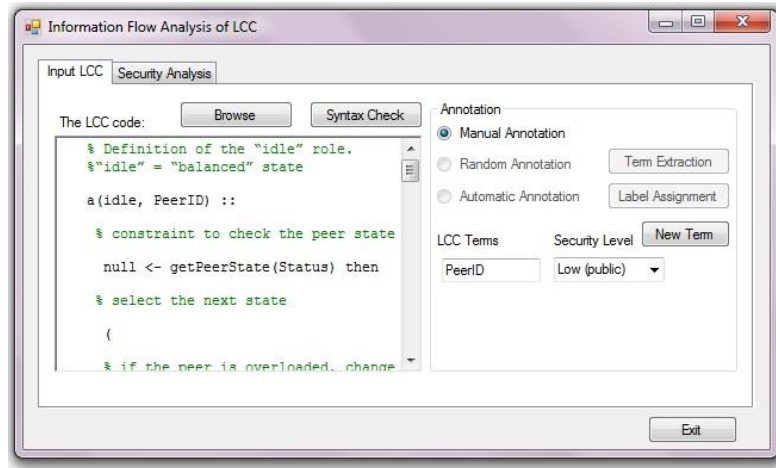 Information Flow Analysis of LCC
Input LCC
Security Analysis
The LCC code:
Browse
Syntax Check
% Definition of the “idle” role.
%“idle” = “balanced” state
a(idle, PeerID) ::
% constraint to check the peer state
null <- getPeerState(Status) then
% select the next state
(
% if the peer is overloaded, change
Annotation
Manual Annotation
Random Annotation
Term Extraction
Automatic Annotation
Label Assignment
LCC Terms
Security Level
New Term
PeerID
Low (public)
Exit